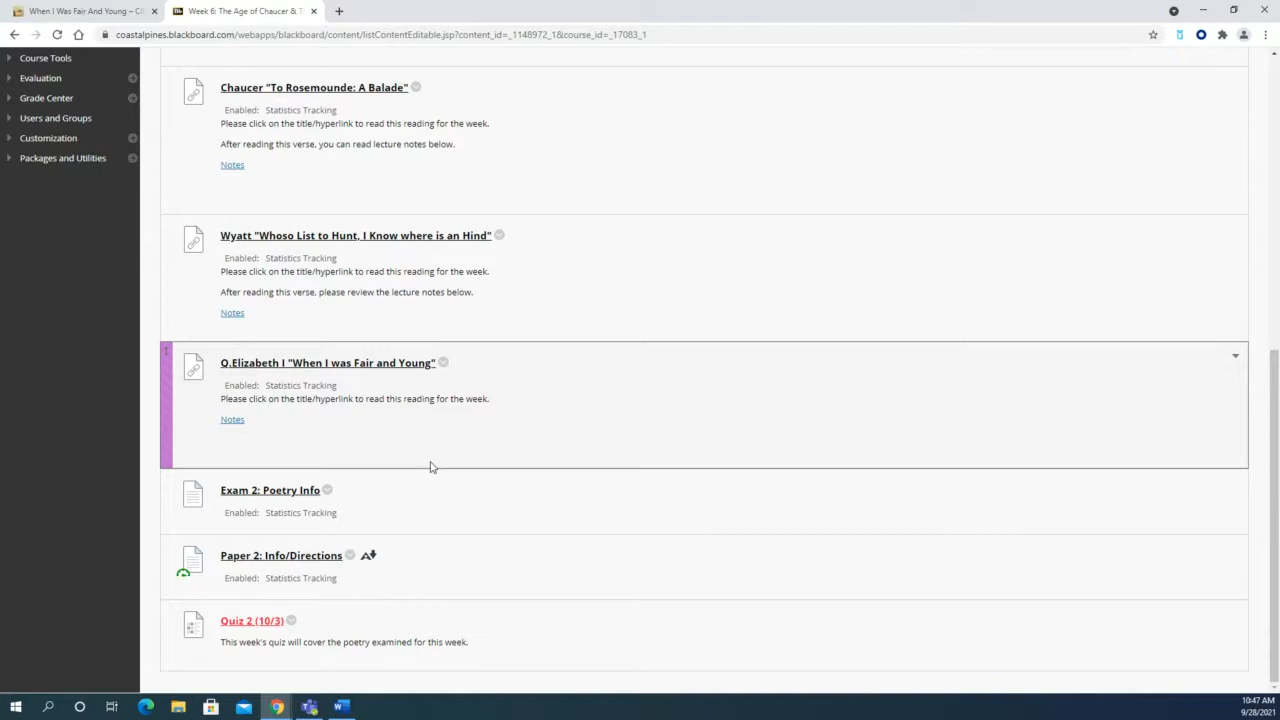 When I Was Fair And Young – Cl
Week 6: The Age of Chaucer & T
coastalpines.blackboard.com/webapps/blackboard/content/listContentEditable.jsp?content_id=_1148972_1&course_id=_17083_1
Course Tools
Evaluation
Grade Center
Users and Groups
Customization
Packages and Utilities
Chaucer "To Rosemounde: A Balade"
Enabled: Statistics Tracking
Please click on the title/hyperlink to read this reading for the week.
After reading this verse, you can read lecture notes below.
Notes
Wyatt "Whoso List to Hunt, I Know where is an Hind"
Enabled: Statistics Tracking
Please click on the title/hyperlink to read this reading for the week.
After reading this verse, please review the lecture notes below.
Notes
Q.Elizabeth I "When I was Fair and Young"
Enabled: Statistics Tracking
Please click on the title/hyperlink to read this reading for the week.
Notes
Exam 2: Poetry Info
Enabled: Statistics Tracking
Paper 2: Info/Directions
Enabled: Statistics Tracking
Quiz 2 (10/3)
This week's quiz will cover the poetry examined for this week.
10:47 AM
9/28/2021